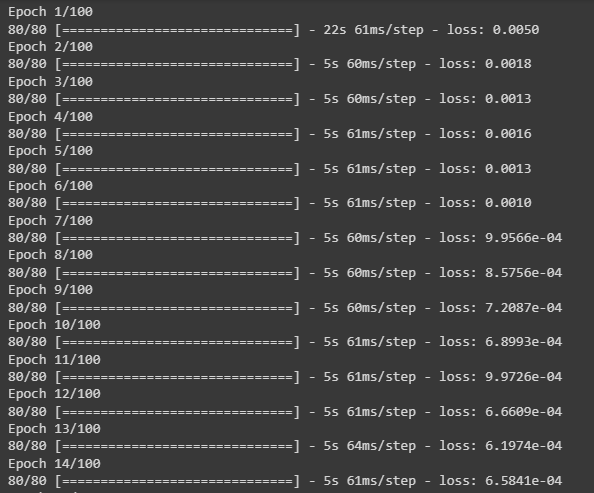 Epoch 1/100
80/80 [==============================] - 22s 61ms/step - loss: 0.0050
Epoch 2/100
80/80 [==============================] - 5s 60ms/step - loss: 0.0018
Epoch 3/100
80/80 [==============================] - 5s 60ms/step - loss: 0.0013
Epoch 4/100
80/80 [==============================] - 5s 61ms/step - loss: 0.0016
Epoch 5/100
80/80 [==============================] - 5s 61ms/step - loss: 0.0013
Epoch 6/100
80/80 [==============================] - 5s 61ms/step - loss: 0.0010
Epoch 7/100
80/80 [==============================] - 5s 60ms/step - loss: 9.9566e-04
Epoch 8/100
80/80 [==============================] - 5s 60ms/step - loss: 8.5756e-04
Epoch 9/100
80/80 [==============================] - 5s 60ms/step - loss: 7.2087e-04
Epoch 10/100
80/80 [==============================] - 5s 61ms/step - loss: 6.8993e-04
Epoch 11/100
80/80 [==============================] - 5s 61ms/step - loss: 9.9726e-04
Epoch 12/100
80/80 [==============================] - 5s 61ms/step - loss: 6.6609e-04
Epoch 13/100
80/80 [==============================] - 5s 64ms/step - loss: 6.1974e-04
Epoch 14/100
80/80 [==============================] - 5s 61ms/step - loss: 6.5841e-04